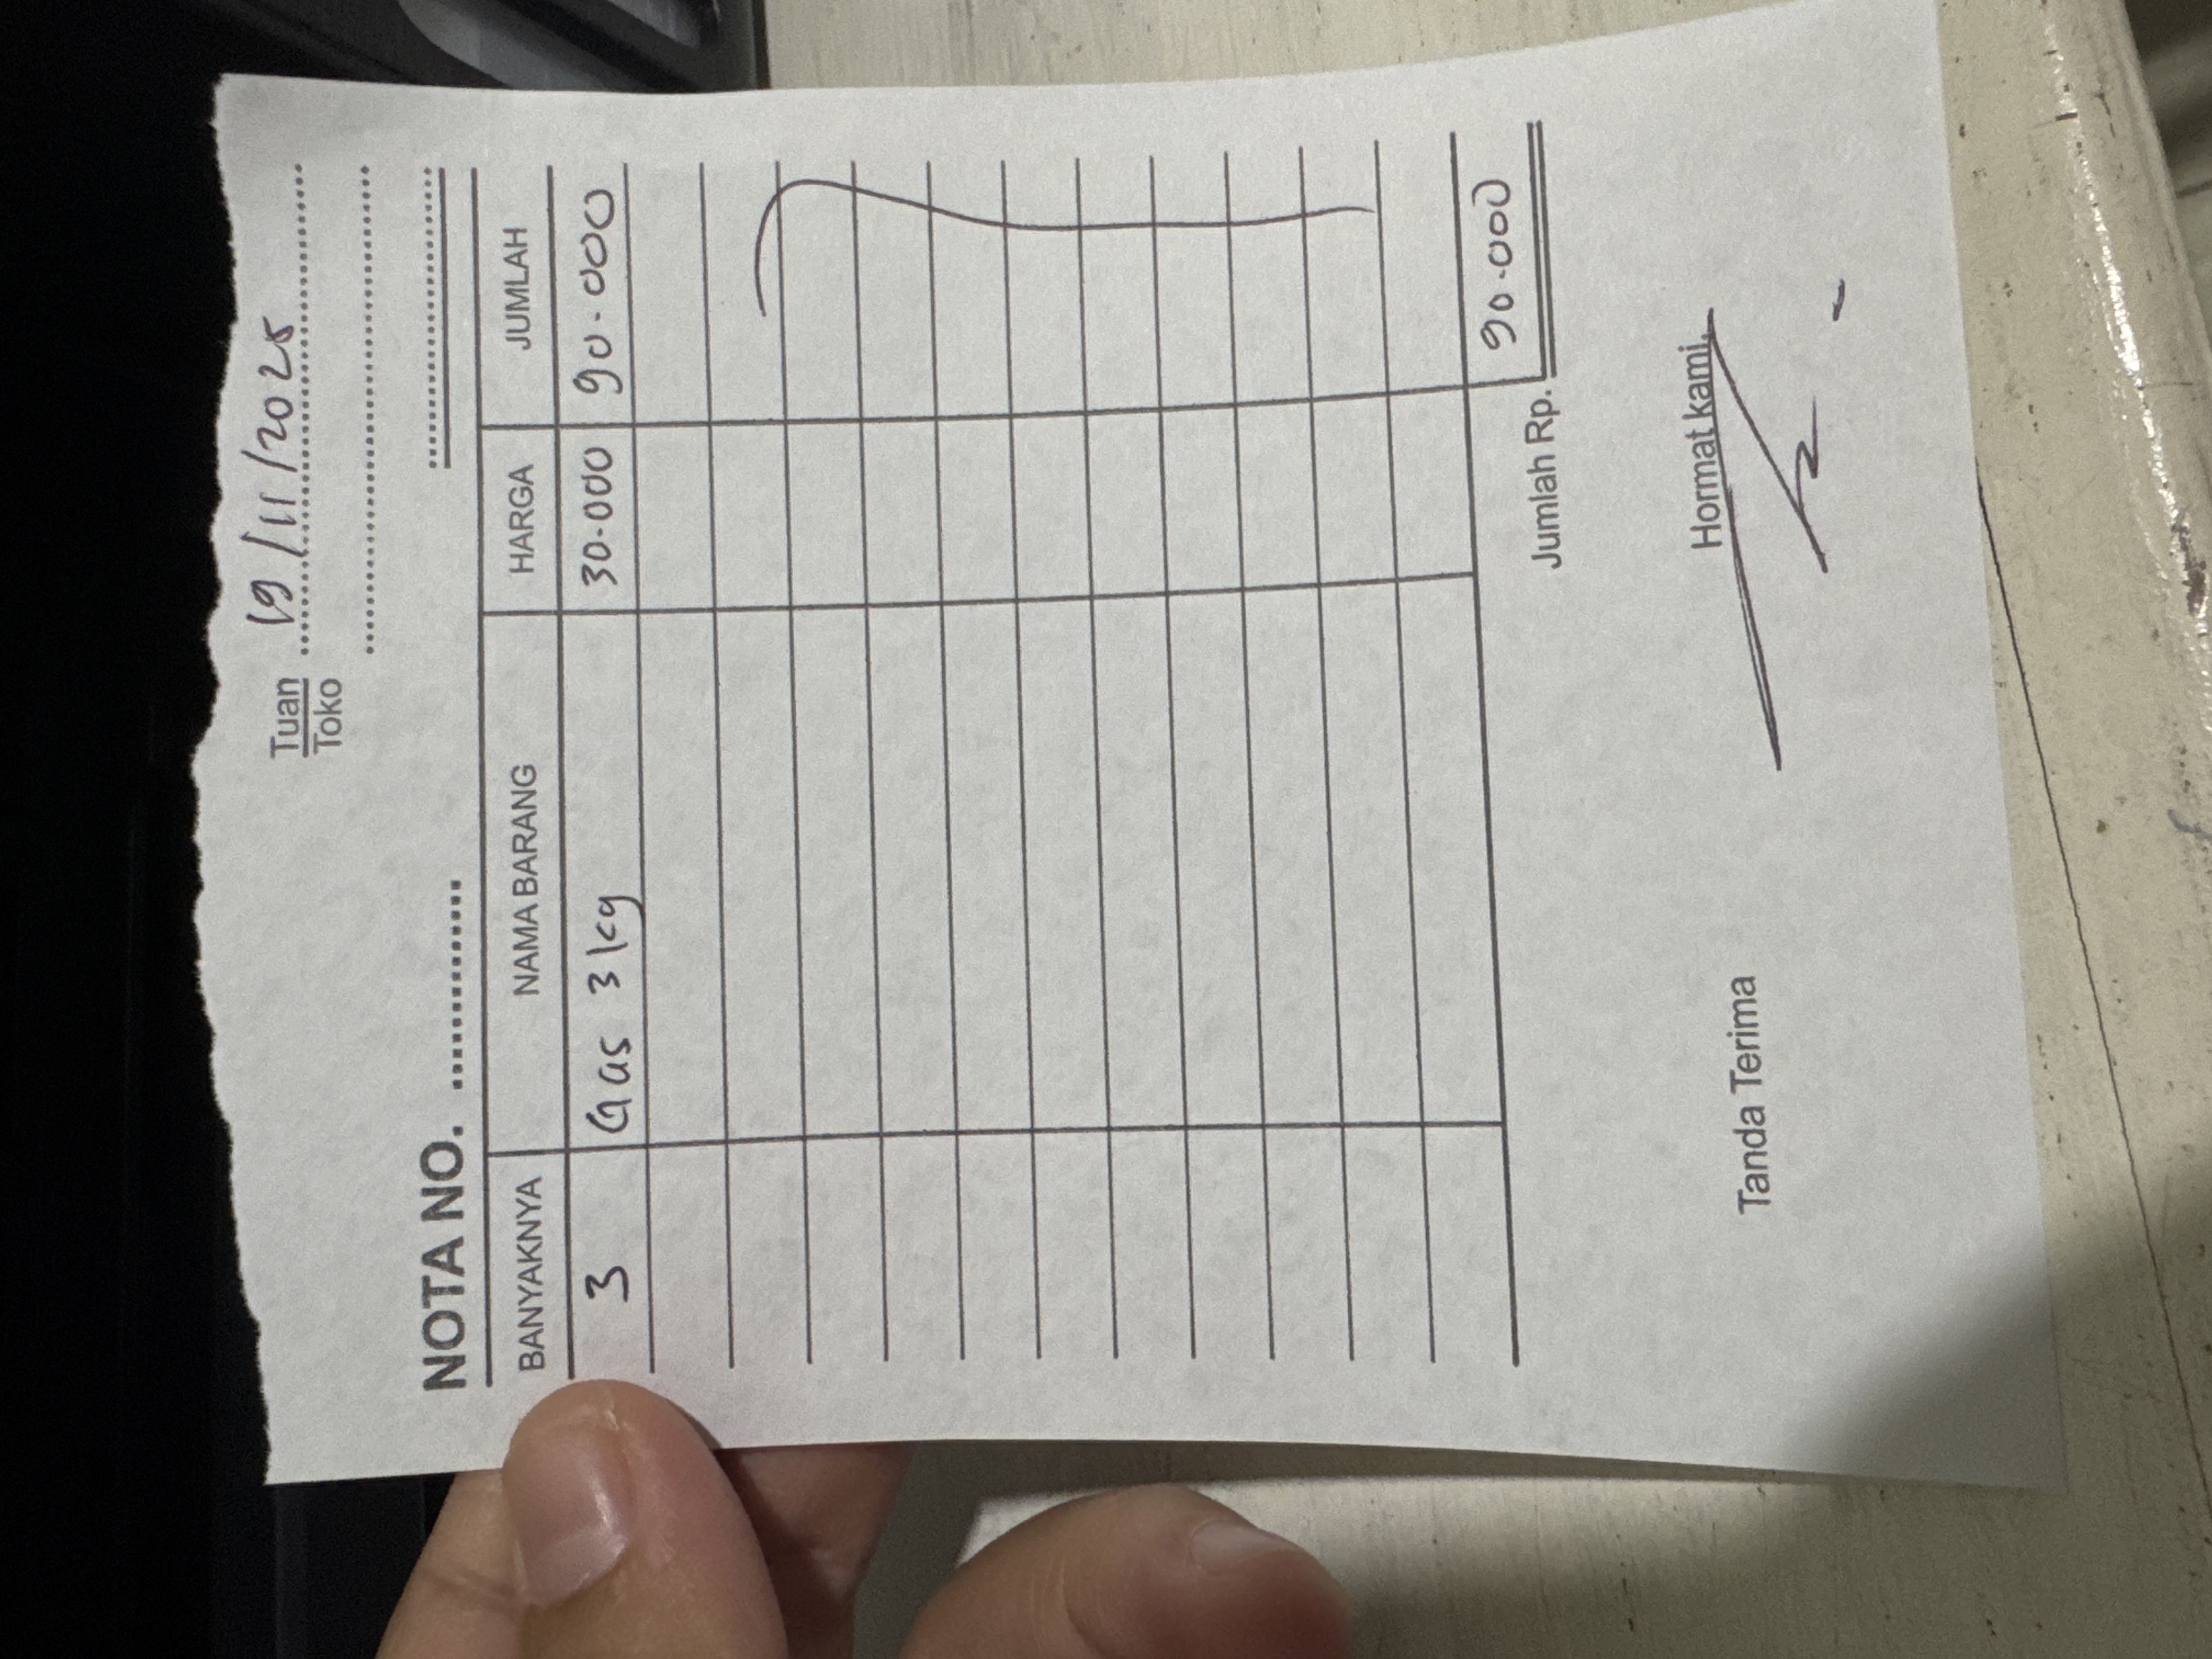 Tuan 19/11/2025
Toko
NOTA NO.
BANYAKNYA NAMA BARANG HARGA JUMLAH
3 Gas 3 kg 30.000 90.000
Jumlah Rp. 90.000
Tanda Terima Hormat kami,